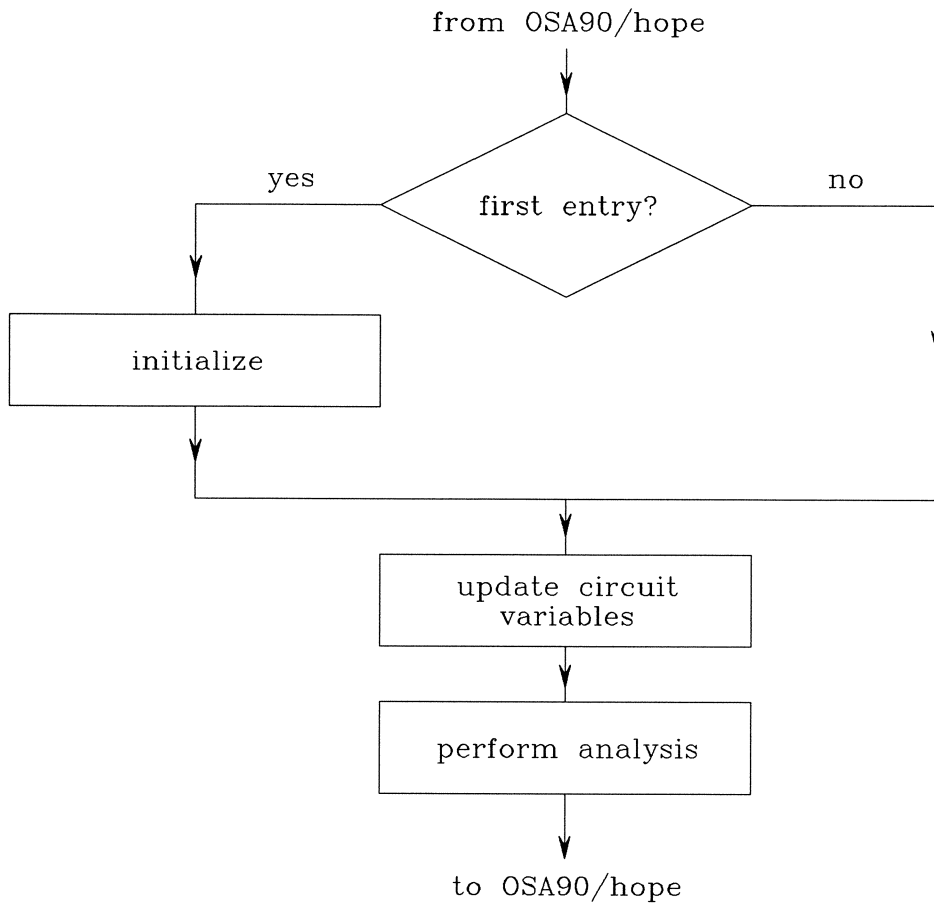 from OSA90/hope
yes
no
first entry?
initialize
update circuit
variables
perform analysis
to OSA90/hope